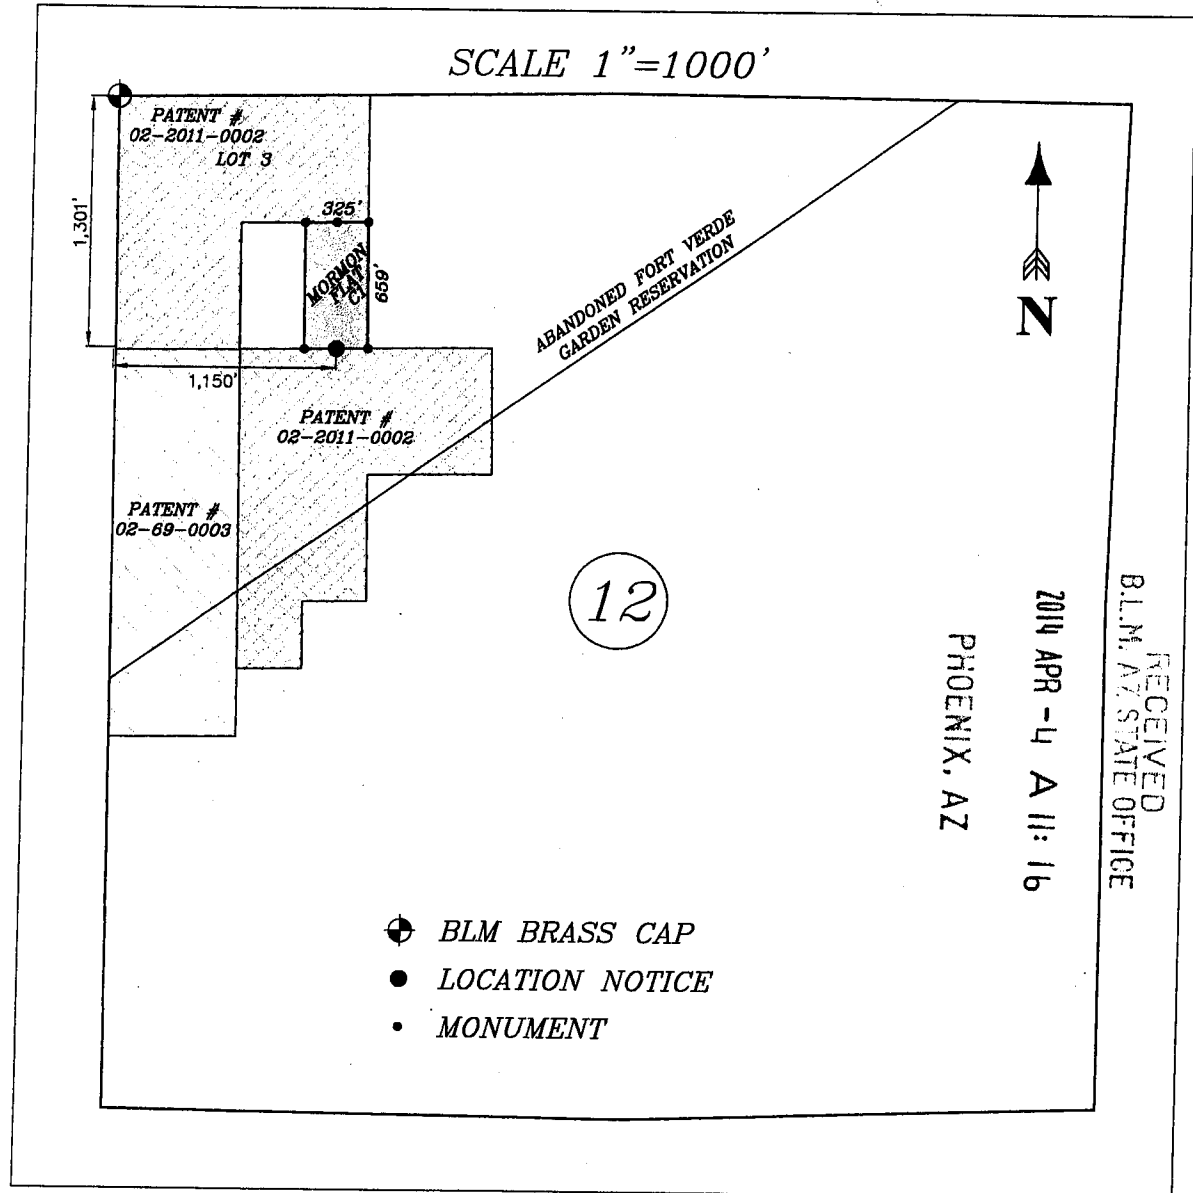 SCALE 1"=1000'
PATENT #
02-2011-0002
LOT 3
1,301'
325'
MORMON
FLAT
C1
659'
1,150'
ABANDONED FORT VERDE
GARDEN RESERVATION
N
PATENT #
02-2011-0002
PATENT #
02-69-0003
12
RECEIVED
B.L.M. AZ STATE OFFICE
2014 APR -4 A 11: 16
PHOENIX, AZ
BLM BRASS CAP
LOCATION NOTICE
MONUMENT